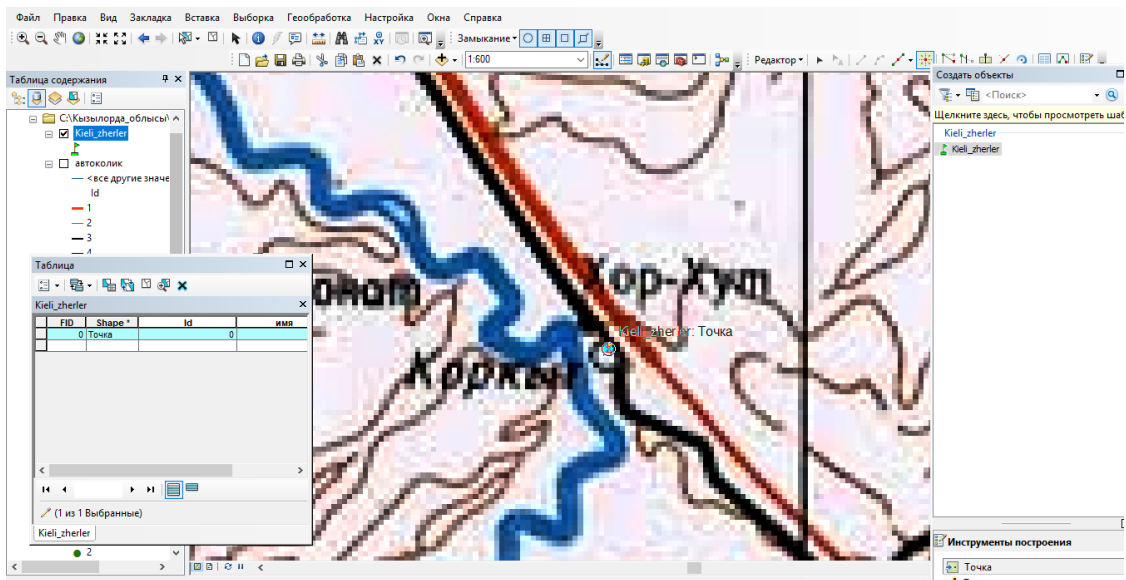 Файл Правка Вид Закладка Вставка Выборка Геообработка Настройка Окна Справка
Замыкание
1:600
Редактор
Таблица содержания
C:\Кызылорда_облысы\
Kieli_zherler
автоколик
<все другие значе
Id
1
2
3
4
Таблица
Kieli_zherler
FID Shape * Id имя
0 Точка 0
(1 из 1 Выбранные)
Kieli_zherler
2
Хор-Хут
Kieli_zherler: Точка
Создать объекты
<Поиск>
Щелкните здесь, чтобы просмотреть шаб
Kieli_zherler
Kieli_zherler
Инструменты построения
Точка